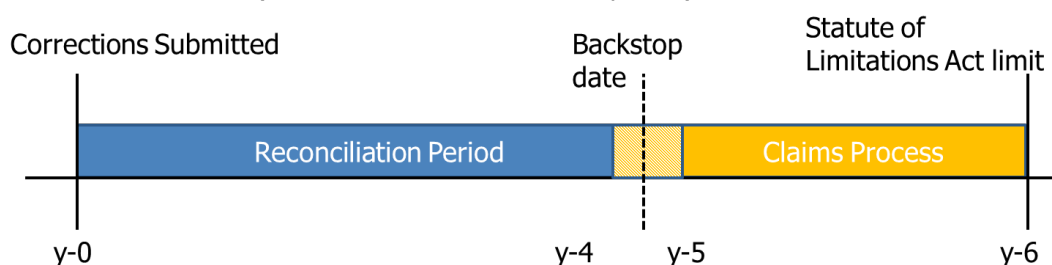 Corrections Submitted
Backstop
date
Statute of
Limitations Act limit
Reconciliation Period
Claims Process
y-0
y-4
y-5
y-6